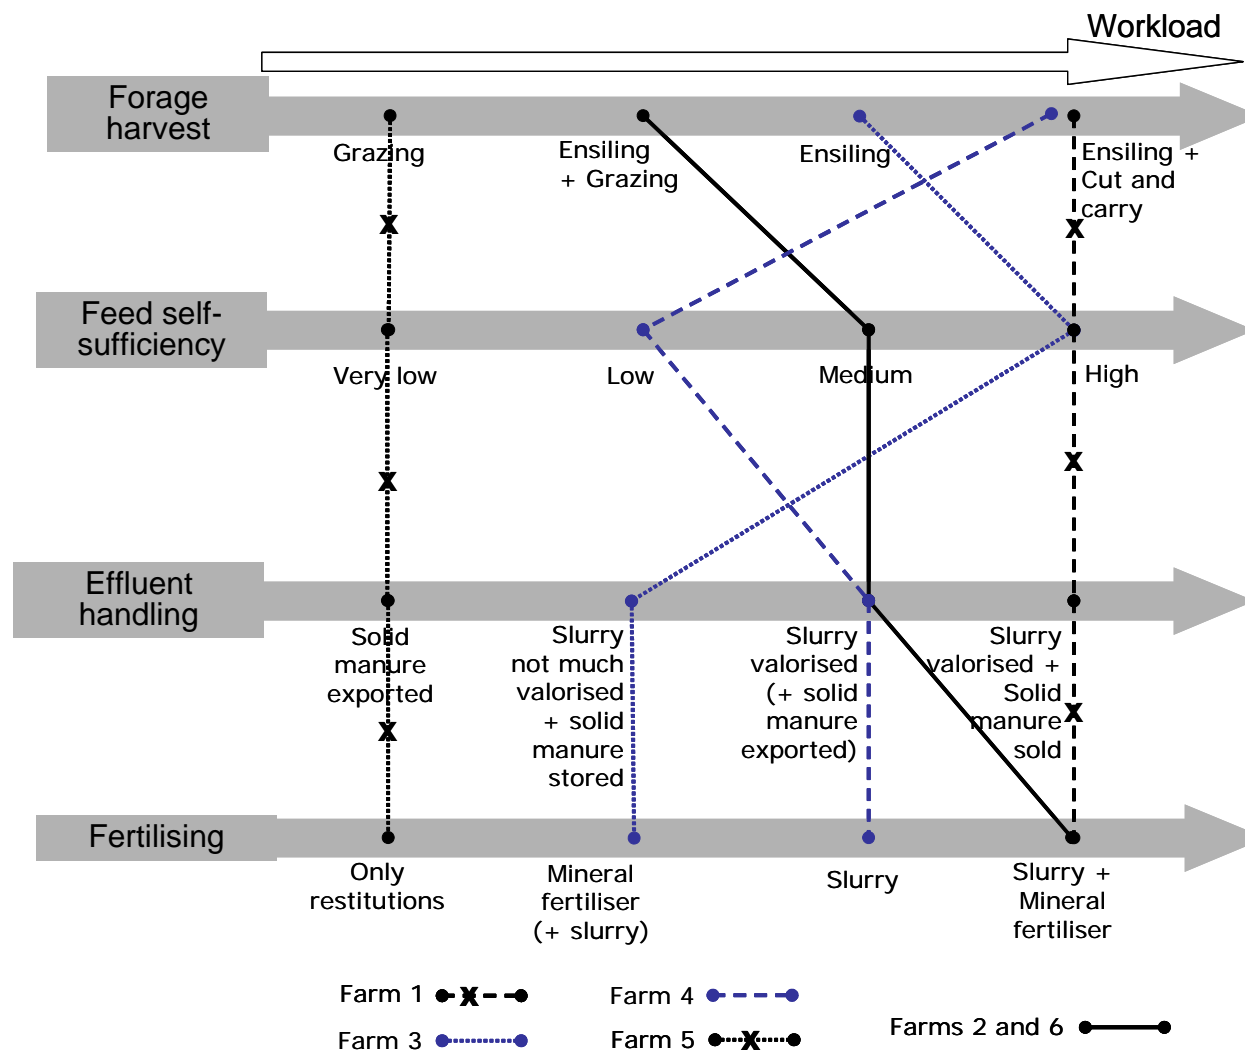 Workload
Forage
harvest
Grazing
Ensiling
+ Grazing
Ensiling
Ensiling +
Cut and
carry
Feed self-
sufficiency
Very low
Low
Medium
High
Effluent
handling
Solid
manure
exported
Slurry
not much
valorised
+ solid
manure
stored
Slurry
valorised
(+ solid
manure
exported)
Slurry
valorised +
Solid
manure
sold
Fertilising
Only
restitutions
Mineral
fertiliser
(+ slurry)
Slurry
Slurry +
Mineral
fertiliser
Farm 1
Farm 4
Farms 2 and 6
Farm 3
Farm 5